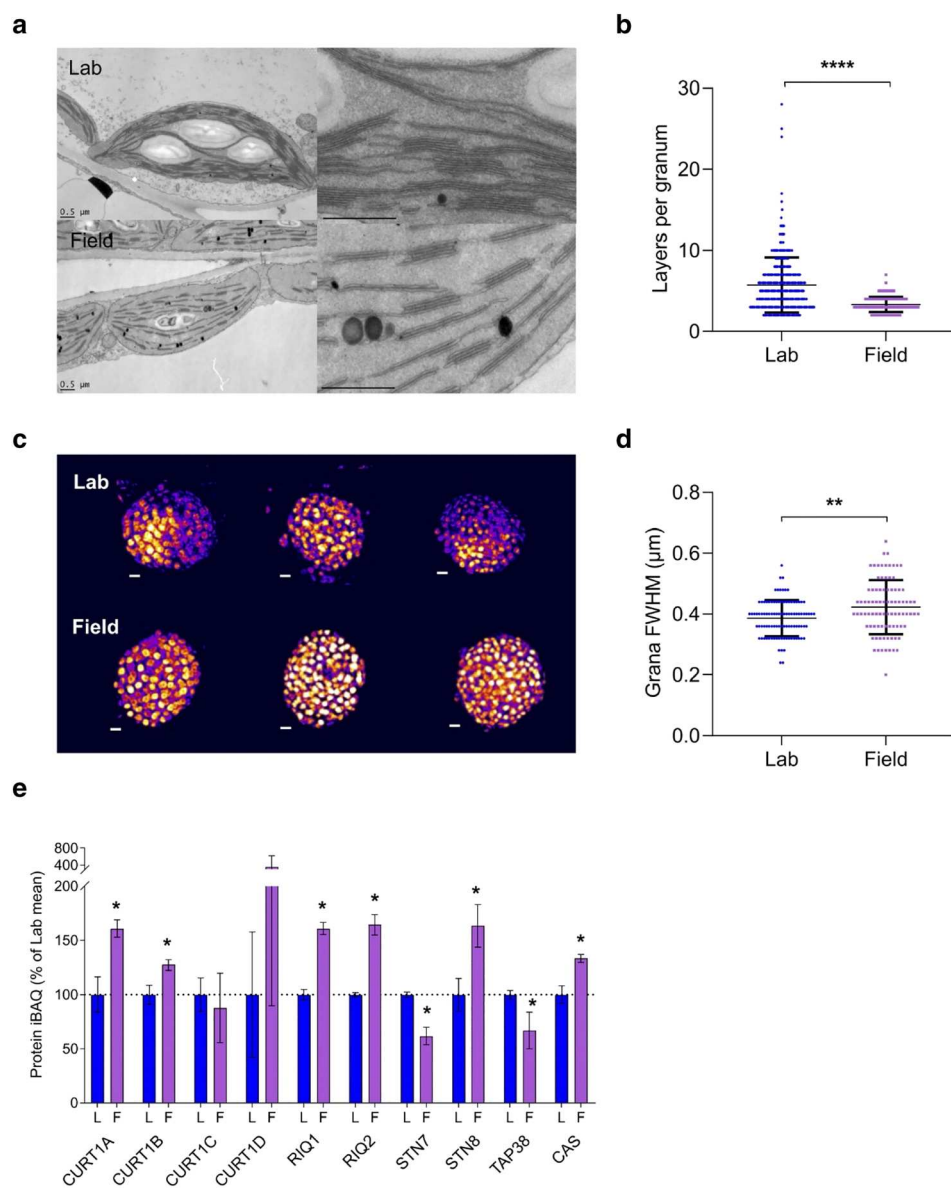 a
Lab
0.5 μm
Field
0.5 μm
b
****
Layers per granum
30
20
10
0
Lab
Field
c
Lab
Field
d
**
Grana FWHM (μm)
0.8
0.6
0.4
0.2
0.0
Lab
Field
e
Protein iBAQ (% of Lab mean)
800
400
200
150
100
50
0
* * * * * * * *
L F L F L F L F L F L F L F L F L F L F
CURT1A
CURT1B
CURT1C
CURT1D
RIQ1
RIQ2
STN7
STN8
TAP38
CAS